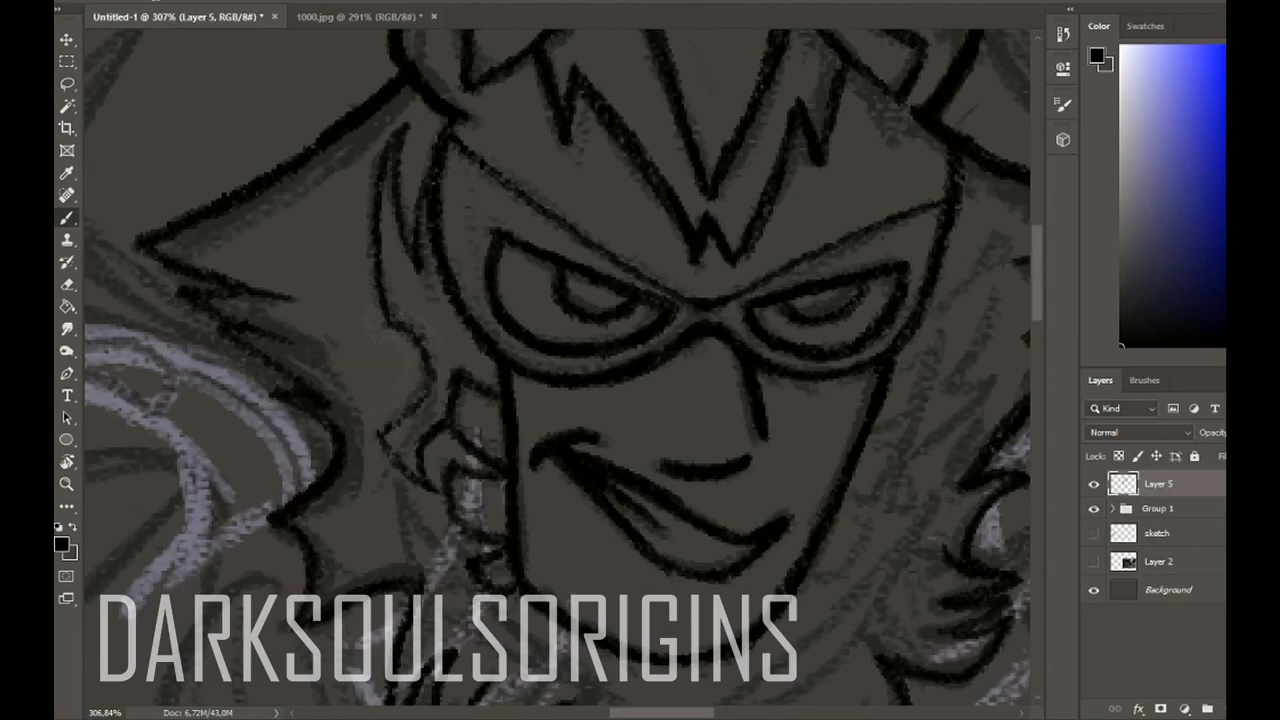 Untitled-1 @ 307% (Layer 5, RGB/8#) * ×
1000.jpg @ 291% (RGB/8#) * ×
Color Swatches
Layers Brushes
Kind
Normal Opacity
Lock:
Layer 5
Group 1
sketch
Layer 2
Background
DARKSOULSORIGINS
306,84% Doc: 6,72M/43,0M